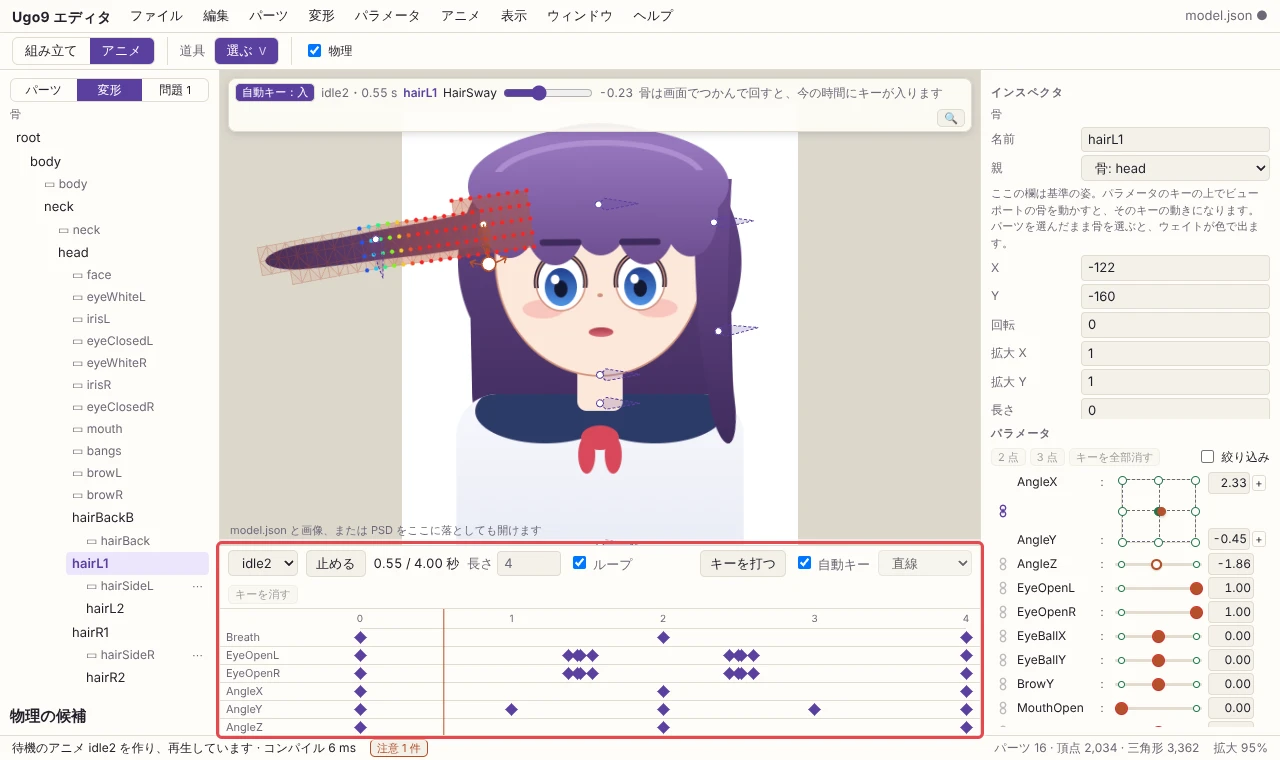 Ugo9 エディタ ファイル 編集 パーツ 変形 パラメータ アニメ 表示 ウィンドウ ヘルプ model.json
組み立て アニメ 道具 選ぶ 物理
パーツ 変形 問題 1
骨
root
body
body
neck
neck
head
face
eyeWhiteL
irisL
eyeClosedL
eyeWhiteR
irisR
eyeClosedR
mouth
bangs
browL
browR
hairBackB
hairBack
hairL1
hairSideL ...
hairL2
hairR1
hairSideR ...
hairR2
物理の候補
自動キー：入 idle2・0.55 s hairL1 HairSway -0.23 骨は画面でつかんで回すと、今の時間にキーが入ります
model.json と画像、または PSD をここに落としても開けます
idle2 止める 0.55 / 4.00 秒 長さ 4 ループ キーを打つ 自動キー 直線
キーを消す
0 1 2 3 4
Breath
EyeOpenL
EyeOpenR
AngleX
AngleY
AngleZ
インスペクタ
骨
名前 hairL1
親 骨: head
ここの欄は基準の姿。パラメータのキーの上でビュー
ポートの骨を動かすと、そのキーの動きになります。
パーツを選んだまま骨を選ぶと、ウェイトが色で出ま
す。
X -122
Y -160
回転 0
拡大 X 1
拡大 Y 1
長さ 0
パラメータ
2 点 3 点 キーを全部消す 絞り込み
AngleX : 2.33 +
AngleY : -0.45 +
AngleZ : -1.86
EyeOpenL : 1.00
EyeOpenR : 1.00
EyeBallX : 0.00
EyeBallY : 0.00
BrowY : 0.00
MouthOpen : 0.00
待機のアニメ idle2 を作り、再生しています · コンパイル 6 ms 注意 1 件 パーツ 16 · 頂点 2,034 · 三角形 3,362 拡大 95%